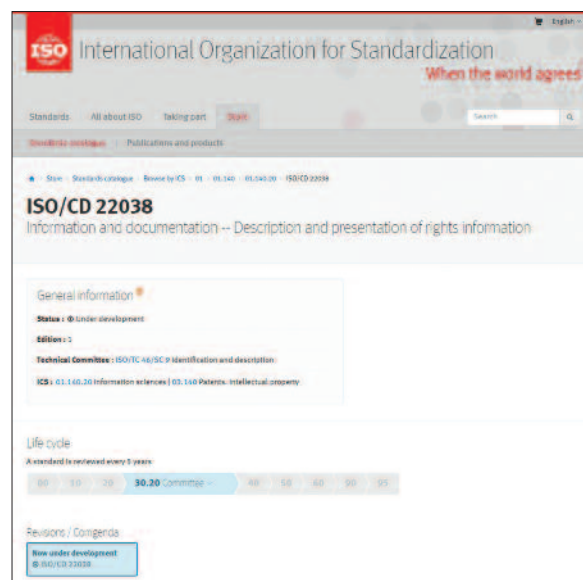 English
ISO International Organization for Standardization
When the world agrees
Standards All about ISO Taking part Store
Search
Standards catalogue Publications and products
Store Standards catalogue Browse by ICS 01 01.140 01.140.20 ISO/CD 22038
ISO/CD 22038
Information and documentation -- Description and presentation of rights information
General information
Status : Under development
Edition : 1
Technical Committee : ISO/TC 46/SC 9 Identification and description
ICS : 01.140.20 Information sciences | 03.140 Patents. Intellectual property
Life cycle
A standard is reviewed every 5 years
00 10 20 30.20 Committee 40 50 60 90 95
Revisions / Corrigenda
Now under development
ISO/CD 22038